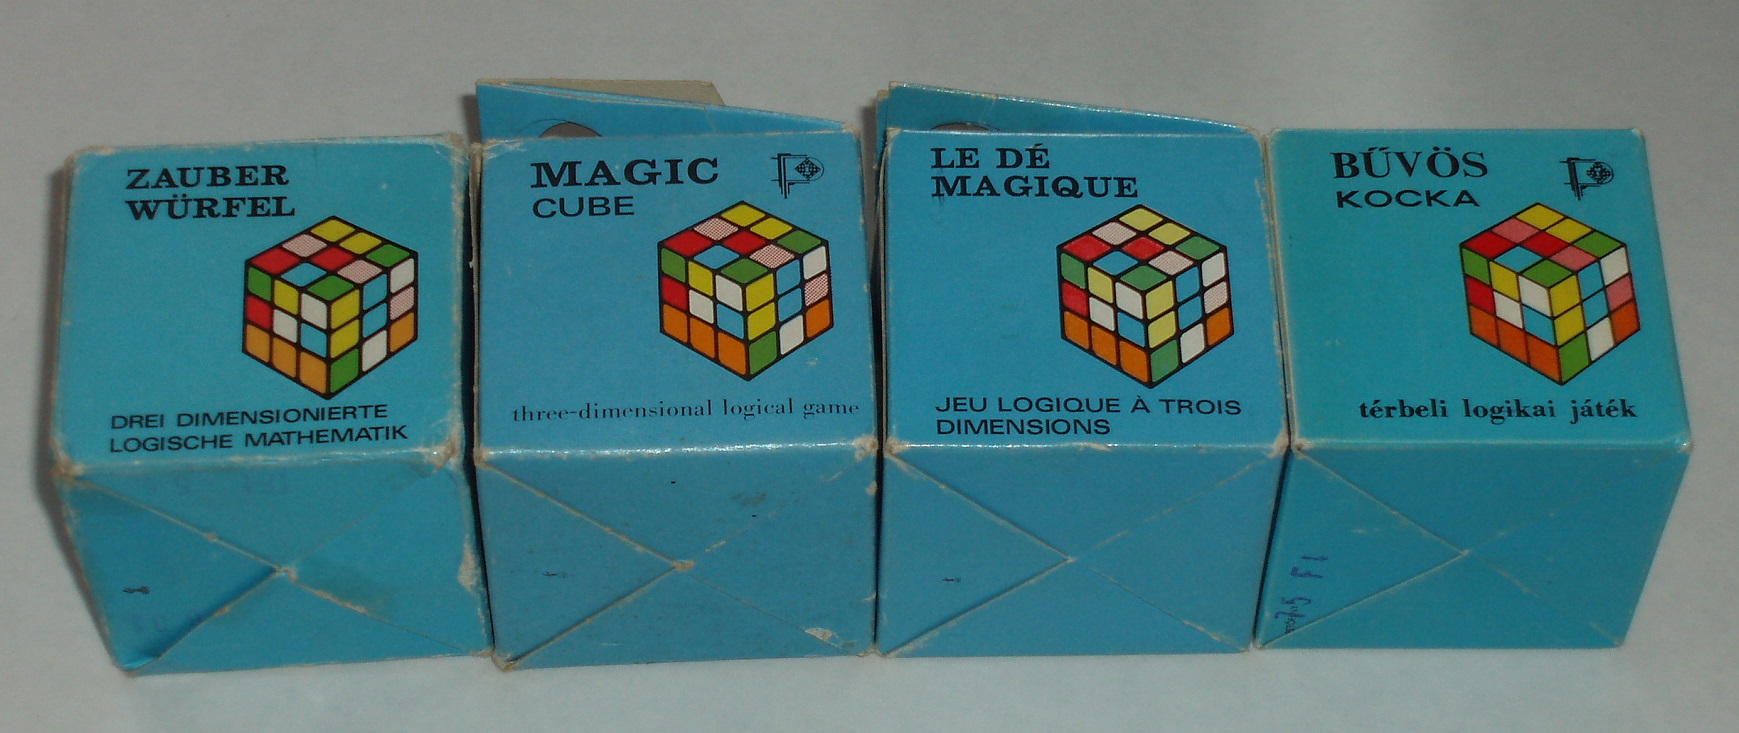 ZAUBER
WÜRFEL
DREI DIMENSIONIERTE
LOGISCHE MATHEMATIK
MAGIC
CUBE
three-dimensional logical game
LE DÉ
MAGIQUE
JEU LOGIQUE À TROIS
DIMENSIONS
BŰVÖS
KOCKA
térbeli logikai játék